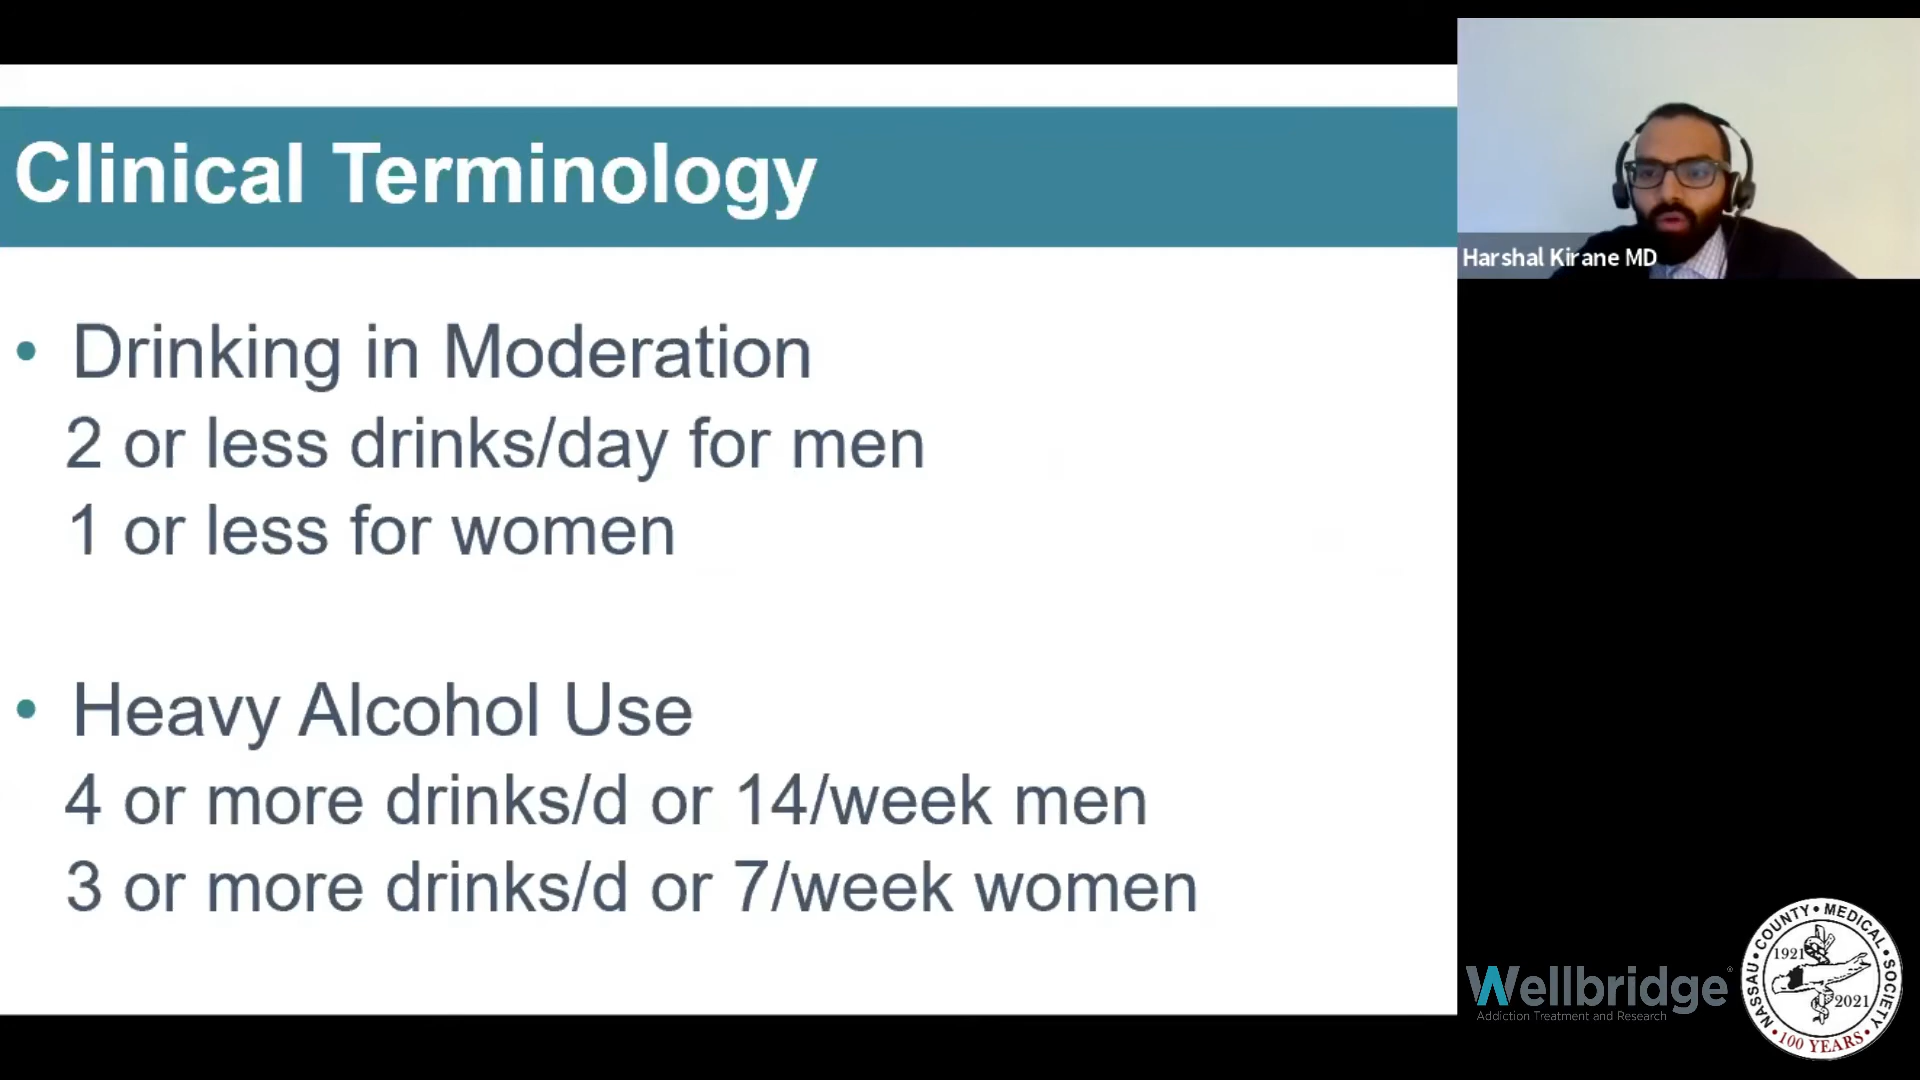 Clinical Terminology
• Drinking in Moderation
2 or less drinks/day for men
1 or less for women
• Heavy Alcohol Use
4 or more drinks/d or 14/week men
3 or more drinks/d or 7/week women
Harshal Kirane MD
Wellbridge
Addiction Treatment and Research
NASSAU • COUNTY • MEDICAL • SOCIETY
1921
2021
• 100 YEARS •